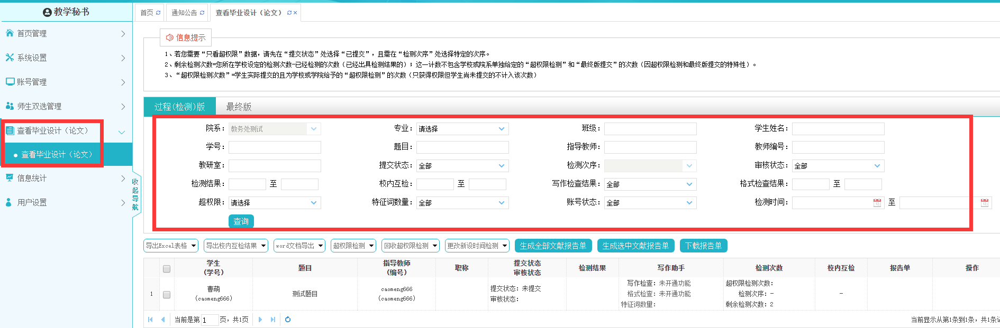 教学秘书
首页
通知公告
查看毕业设计（论文）
首页管理
系统设置
账号管理
师生双选管理
查看毕业设计（论文）
查看毕业设计（论文）
信息统计
用户设置
收起导航
信息提示
1、若您需要“只看超权限”数据，请先在“提交状态”处选择“已提交”，且需在“检测次序”处选择特定的次序。
2、剩余检测次数=您所在学校设定的检测次数-已经检测的次数（已经出具检测结果的）；这一计数不包含学校或院系单独给定的“超权限检测”和“最终版提交”的次数（因超权限检测和最终版提交的特殊性）。
3、“超权限检测次数”=学生实际提交的且为学校或学院给予的“超权限检测”的次数（只获得权限但学生尚未提交的不计入该次数）
过程(检测)版 最终版
院系： 教务处测试 专业： 请选择 班级： 学生姓名：
学号： 题目： 指导教师： 教师编号：
教研室： 提交状态： 全部 检测次序： 审核状态： 全部
检测结果： 至 校内互检： 至 写作检查结果： 全部 格式检查结果： 至
超权限： 请选择 特征词数量： 全部 账号状态： 全部 检测时间： 至
查询
导出Excel表格 导出校内互检结果 word文档导出 超权限检测 回收超权限检测 更改新设时间检测 生成全部文献报告单 生成选中文献报告单 下载报告单
学生（学号） 题目 指导教师（编号） 职称 提交状态 审核状态 检测结果 写作助手 检测次数 校内互检 报告单 操作
1 曹萌 (caomeng666) 测试题目 caomeng666 (caomeng666) 提交状态：未提交 审核状态： 写作检查：未开通功能 格式检查：未开通功能 特征词数量： 超权限检测次数： 检测次序：- 剩余检测次数：2 -
当前是第 1 页，共1页
当前显示从第1条到1条，共1条